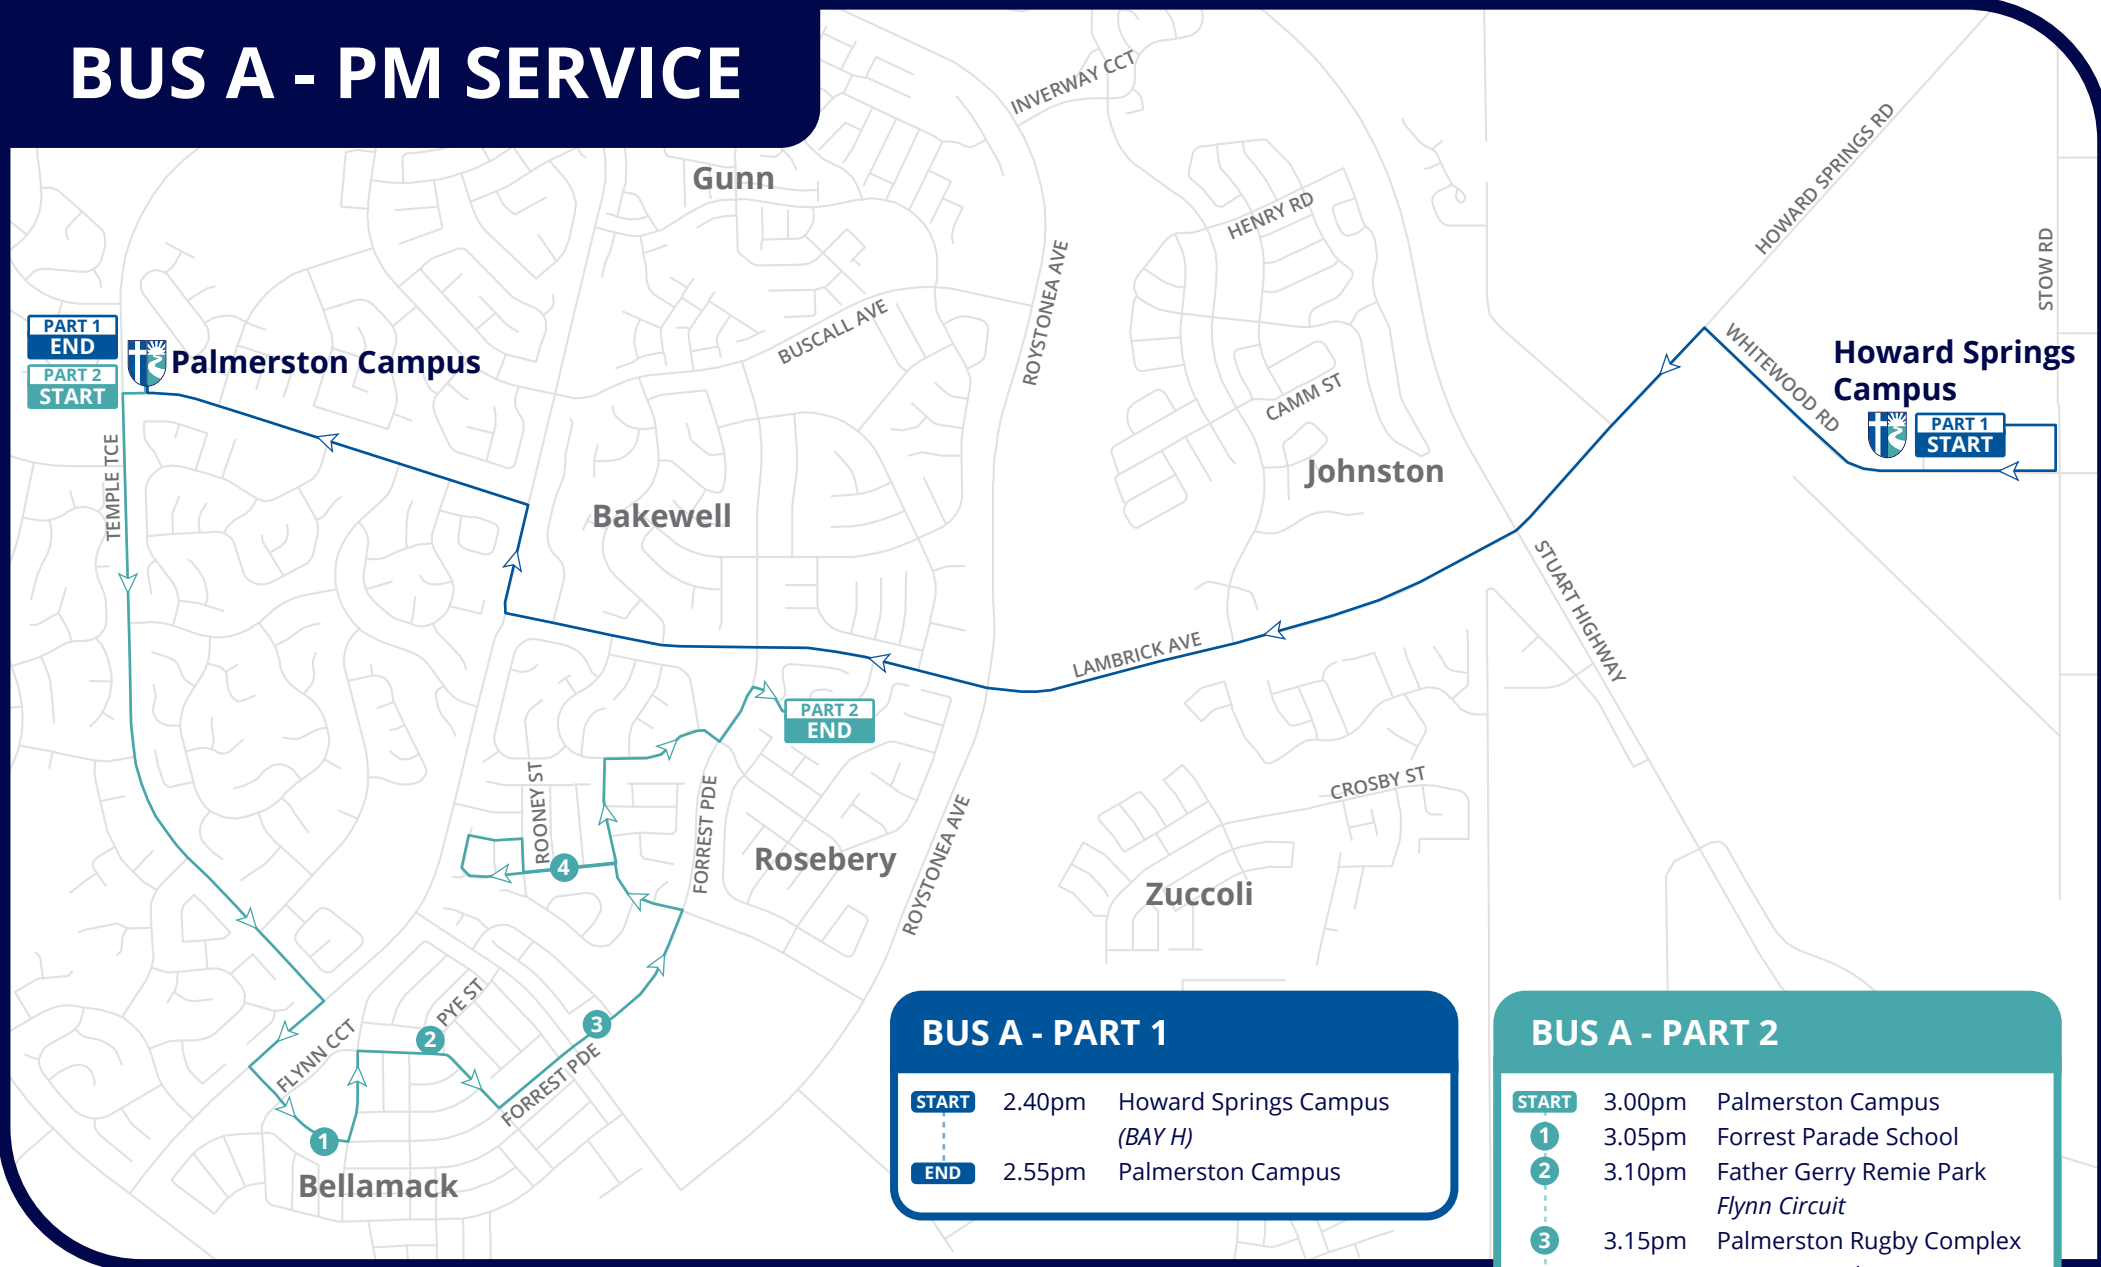 BUS A - PM SERVICE
INVERWAY CCT
Gunn
HOWARD SPRINGS RD
HENRY RD
STOW RD
ROYSTONEA AVE
BUSCALL AVE
PART 1
END
PART 2
START
Palmerston Campus
WHITEWOOD RD
Howard Springs
Campus
PART 1
START
CAMM ST
TEMPLE TCE
Johnston
Bakewell
STUART HIGHWAY
LAMBRICK AVE
PART 2
END
ROONEY ST
FORREST PDE
CROSBY ST
ROYSTONEA AVE
4
Rosebery
Zuccoli
PYE ST
2
3
FLYNN CCT
FORREST PDE
1
Bellamack
BUS A - PART 1
START 2.40pm Howard Springs Campus
(BAY H)
END 2.55pm Palmerston Campus
BUS A - PART 2
START 3.00pm Palmerston Campus
1 3.05pm Forrest Parade School
2 3.10pm Father Gerry Remie Park
Flynn Circuit
3 3.15pm Palmerston Rugby Complex